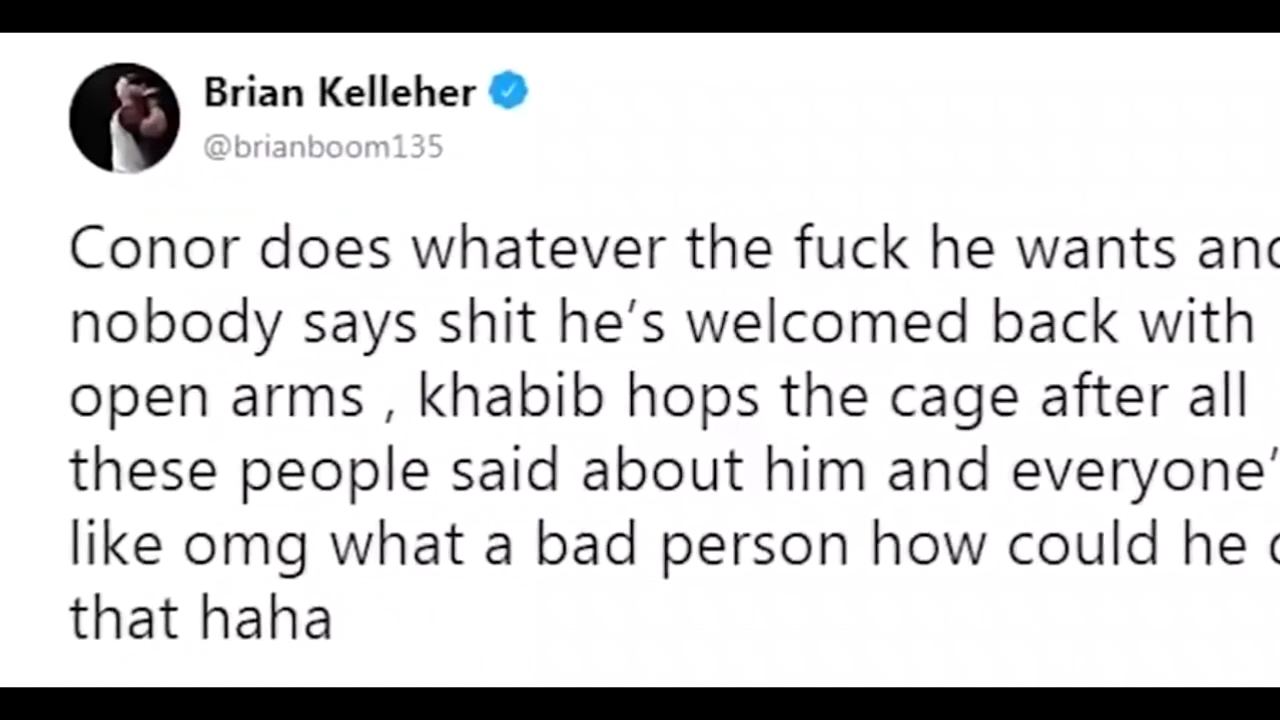 Brian Kelleher
@brianboom135
Conor does whatever the fuck he wants and
nobody says shit he's welcomed back with
open arms , khabib hops the cage after all
these people said about him and everyone'
like omg what a bad person how could he
that haha